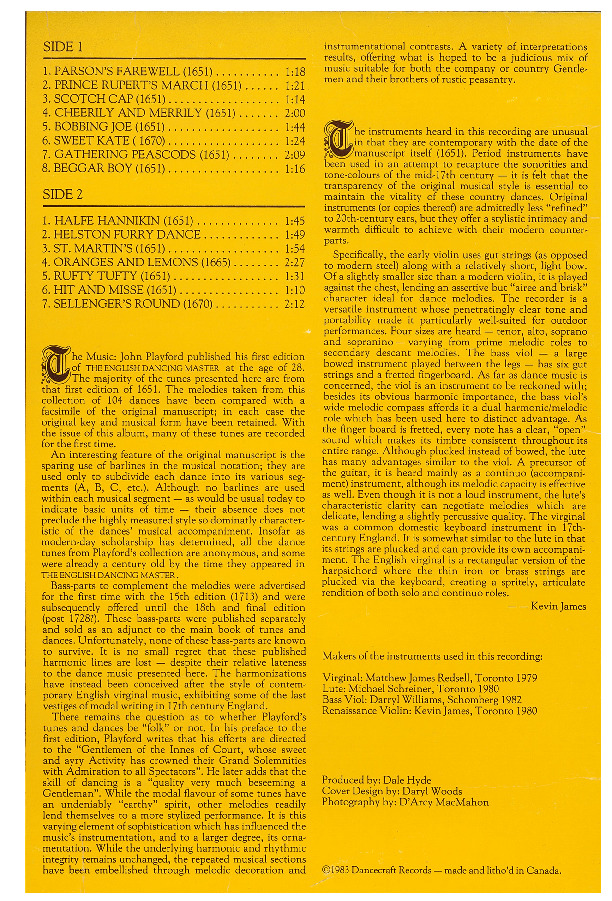 SIDE 1
1. PARSON'S FAREWELL (1651) . . . . . . . . . . 1:18
2. PRINCE RUPERT'S MARCH (1651) . . . . . . 1:21
3. SCOTCH CAP (1651) . . . . . . . . . . . . . . . . . 1:14
4. CHEERILY AND MERRILY (1651) . . . . . . . 2:00
5. BOBBING JOE (1651) . . . . . . . . . . . . . . . . 1:44
6. SWEET KATE ( 1670) . . . . . . . . . . . . . . . . 1:24
7. GATHERING PEASCODS (1651) . . . . . . . . 2:09
8. BEGGAR BOY (1651) . . . . . . . . . . . . . . . . . 1:16
SIDE 2
1. HALFE HANNIKIN (1651) . . . . . . . . . . . . . 1:45
2. HELSTON FURRY DANCE . . . . . . . . . . . . 1:49
3. ST. MARTIN'S (1651) . . . . . . . . . . . . . . . . . 1:54
4. ORANGES AND LEMONS (1665) . . . . . . . . 2:27
5. RUFTY TUFTY (1651) . . . . . . . . . . . . . . . . 1:31
6. HIT AND MISSE (1651) . . . . . . . . . . . . . . . 1:10
7. SELLENGER'S ROUND (1670) . . . . . . . . . . 2:12
The Music: John Playford published his first edition
of THE ENGLISH DANCING MASTER at the age of 28.
The majority of the tunes presented here are from
that first edition of 1651. The melodies taken from this
collection of 104 dances have been compared with a
facsimile of the original manuscript; in each case the
original key and musical form have been retained. With
the issue of this album, many of these tunes are recorded
for the first time.
An interesting feature of the original manuscript is the
sparing use of barlines in the musical notation; they are
used only to subdivide each dance into its various seg-
ments (A, B, C, etc.). Although no barlines are used
within each musical segment — as would be usual today to
indicate basic units of time — their absence does not
preclude the highly measured style so dominatly character-
istic of the dances' musical accompaniment. Insofar as
modern-day scholarship has determined, all the dance
tunes from Playford's collection are anonymous, and some
were already a century old by the time they appeared in
THE ENGLISH DANCING MASTER .
Bass-parts to complement the melodies were advertised
for the first time with the 15th edition (1713) and were
subsequently offered until the 18th and final edition
(post 1728?). These bass-parts were published separately
and sold as an adjunct to the main book of tunes and
dances. Unfortunately, none of these bass-parts are known
to survive. It is no small regret that these published
harmonic lines are lost — despite their relative lateness
to the dance music presented here. The harmonizations
have instead been conceived after the style of contem-
porary English virginal music, exhibiting some of the last
vestiges of modal writing in 17th century England.
There remains the question as to whether Playford's
tunes and dances be "folk" or not. In his preface to the
first edition, Playford writes that his efforts are directed
to the "Gentlemen of the Innes of Court, whose sweet
and ayry Activity has crowned their Grand Solemnities
with Admiration to all Spectators". He later adds that the
skill of dancing is a "quality very much beseeming a
Gentleman". While the modal flavour of some tunes have
an undeniably "earthy" spirit, other melodies readily
lend themselves to a more stylized performance. It is this
varying element of sophistication which has influenced the
music's instrumentation, and to a larger degree, its orna-
mentation. While the underlying harmonic and rhythmic
integrity remains unchanged, the repeated musical sections
have been embellished through melodic decoration and
instrumentational contrasts. A variety of interpretations
results, offering what is hoped to be a judicious mix of
music suitable for both the company or country Gentle-
men and their brothers of rustic peasantry.
The instruments heard in this recording are unusual
in that they are contemporary with the date of the
manuscript itself (1651). Period instruments have
been used in an attempt to recapture the sonorities and
tone-colours of the mid-17th century — it is felt that the
transparency of the original musical style is essential to
maintain the vitality of these country dances. Original
instruments (or copies thereof) are admittedly less "refined"
to 20th-century ears, but they offer a stylistic intimacy and
warmth difficult to achieve with their modern counter-
parts.
Specifically, the early violin uses gut strings (as opposed
to modern steel) along with a relatively short, light bow.
Of a slightly smaller size than a modern violin, it is played
against the chest, lending an assertive but "airee and brisk"
character ideal for dance melodies. The recorder is a
versatile instrument whose penetratingly clear tone and
portability made it particularly well-suited for outdoor
performances. Four sizes are heard — tenor, alto, soprano
and sopranino — varying from prime melodic roles to
secondary descant melodies. The bass viol — a large
bowed instrument played between the legs — has six gut
strings and a fretted fingerboard. As far as dance music is
concerned, the viol is an instrument to be reckoned with;
besides its obvious harmonic importance, the bass viol's
wide melodic compass affords it a dual harmonic/melodic
role which has been used here to distinct advantage. As
the finger board is fretted, every note has a clear, "open"
sound which makes its timbre consistent throughout its
entire range. Although plucked instead of bowed, the lute
has many advantages similar to the viol. A precursor of
the guitar, it is heard mainly as a continuo (accompani-
ment) instrument, although its melodic capacity is effective
as well. Even though it is not a loud instrument, the lute's
characteristic clarity can negotiate melodies which are
delicate, lending a slightly percussive quality. The virginal
was a common domestic keyboard instrument in 17th-
century England. It is somewhat similar to the lute in that
its strings are plucked and can provide its own accompani-
ment. The English virginal is a rectangular version of the
harpsichord where the thin iron or brass strings are
plucked via the keyboard, creating a spritely, articulate
rendition of both solo and continuo roles.
Kevin James
Makers of the instruments used in this recording:
Virginal: Matthew James Redsell, Toronto 1979
Lute: Michael Schreiner, Toronto 1980
Bass Viol: Darryl Williams, Schomberg 1982
Renaissance Violin: Kevin James, Toronto 1980
Produced by: Dale Hyde
Cover Design by: Daryl Woods
Photography by: D'Arcy MacMahon
©1983 Dancecraft Records — made and litho'd in Canada.